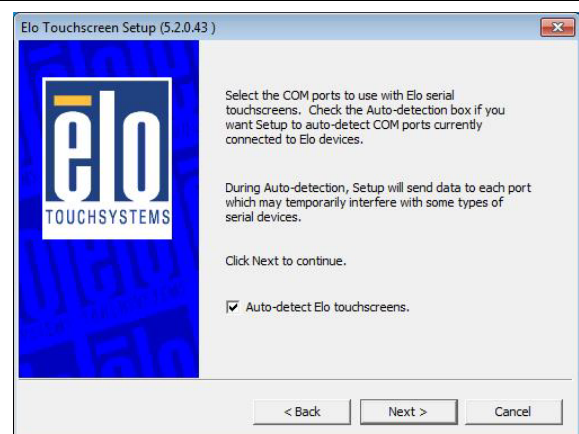 Elo Touchscreen Setup (5.2.0.43 )
Select the COM ports to use with Elo serial
touchscreens. Check the Auto-detection box if you
want Setup to auto-detect COM ports currently
connected to Elo devices.
During Auto-detection, Setup will send data to each port
which may temporarily interfere with some types of
serial devices.
Click Next to continue.
Auto-detect Elo touchscreens.
ēlo
TOUCHSYSTEMS
< Back
Next >
Cancel